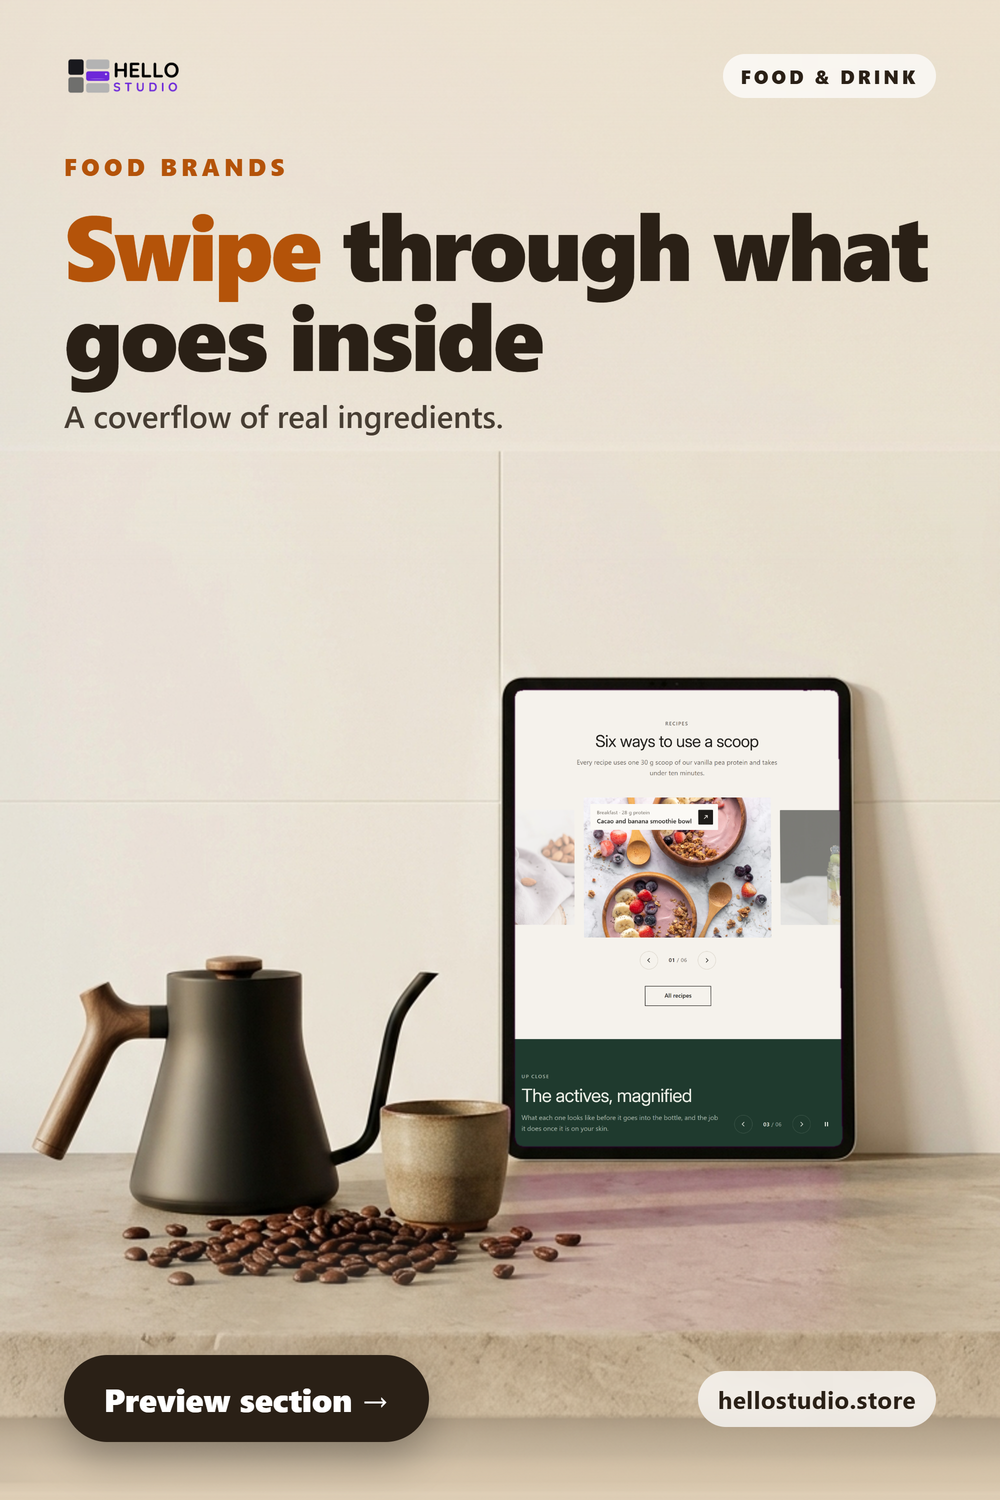 HELLO
STUDIO
FOOD & DRINK
FOOD BRANDS
Swipe through what
goes inside
A coverflow of real ingredients.
RECIPES
Six ways to use a scoop
Every recipe uses one 30 g scoop of our vanilla pea protein and takes
under ten minutes.
Breakfast · 28 g protein
Cacao and banana smoothie bowl
01 / 06
All recipes
UP CLOSE
The actives, magnified
What each one looks like before it goes into the bottle, and the job
it does once it is on your skin.
03 / 06
Preview section →
hellostudio.store